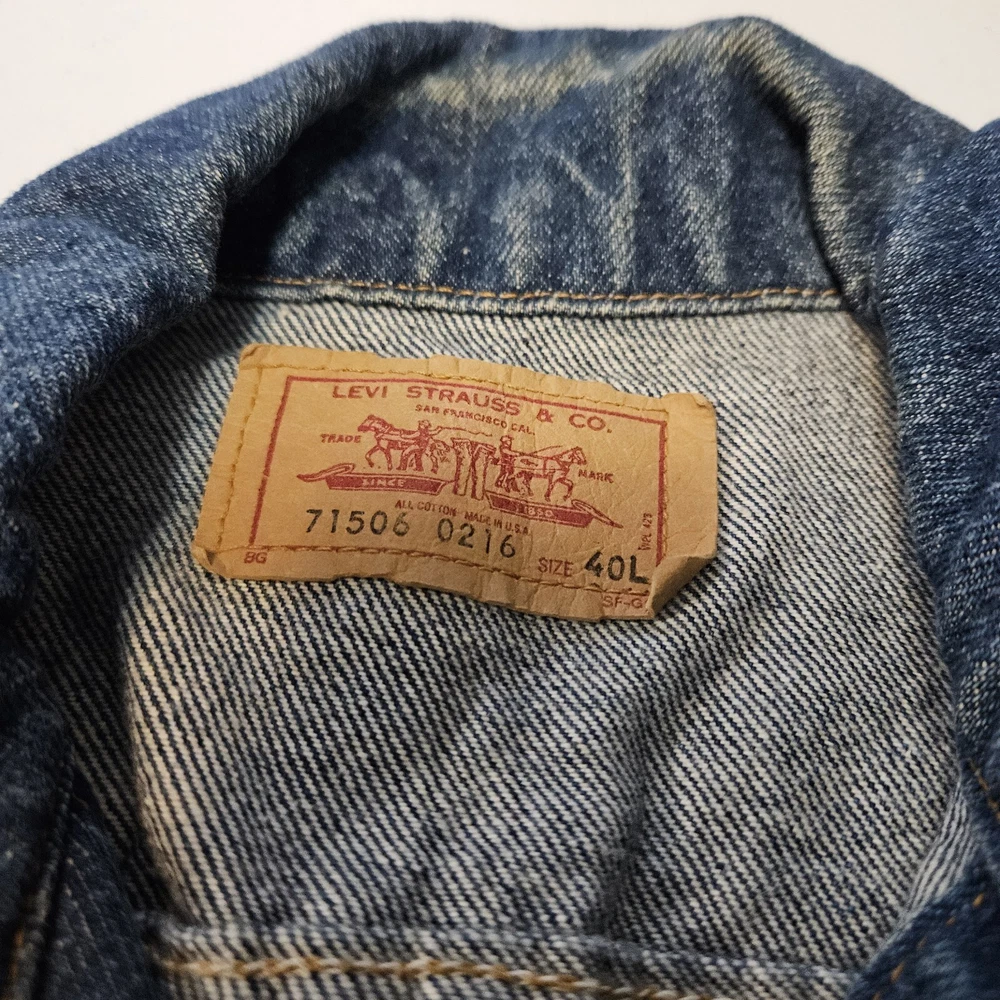 LEVI STRAUSS & CO.
SAN FRANCISCO CAL.
TRADE MARK
SINCE 1850
ALL COTTON MADE IN U.S.A.
71506 0216
SIZE 40L
BG
SF-G